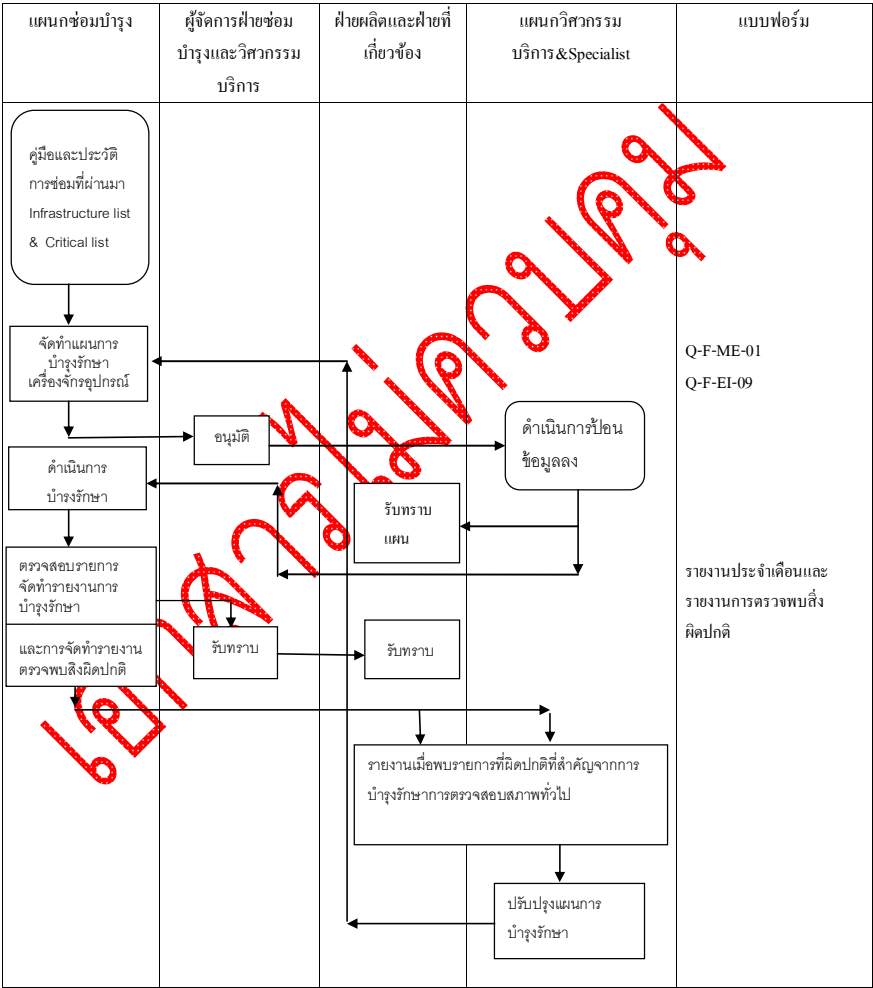 แผนกซ่อมบำรุง
ผู้จัดการฝ่ายซ่อม
บำรุงและวิศวกรรม
บริการ
ฝ่ายผลิตและฝ่ายที่
เกี่ยวข้อง
แผนกวิศวกรรม
บริการ&Specialist
แบบฟอร์ม
คู่มือและประวัติ
การซ่อมที่ผ่านมา
Infrastructure list
& Critical list
จัดทำแผนการ
บำรุงรักษา
เครื่องจักรอุปกรณ์
Q-F-ME-01
Q-F-EI-09
อนุมัติ
ดำเนินการป้อน
ข้อมูลลง
ดำเนินการ
บำรุงรักษา
รับทราบ
แผน
ตรวจสอบรายการ
จัดทำรายงานการ
บำรุงรักษา
และการจัดทำรายงาน
ตรวจพบสิ่งผิดปกติ
รับทราบ
รับทราบ
รายงานประจำเดือนและ
รายงานการตรวจพบสิ่ง
ผิดปกติ
รายงานเมื่อพบรายการที่ผิดปกติที่สำคัญจากการ
บำรุงรักษาการตรวจสอบสภาพทั่วไป
ปรับปรุงแผนการ
บำรุงรักษา
เอกสารไม่ควบคุม